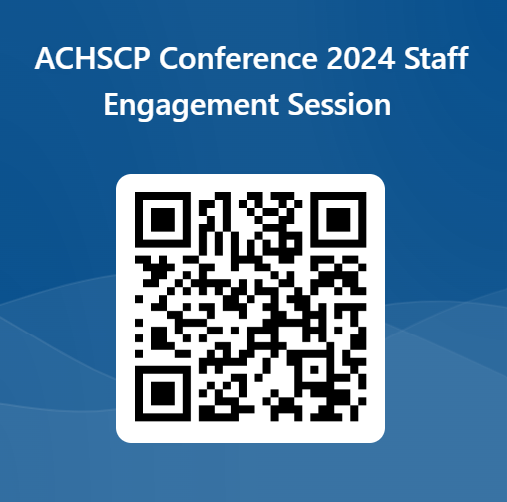 ACHSCP Conference 2024 Staff
Engagement Session